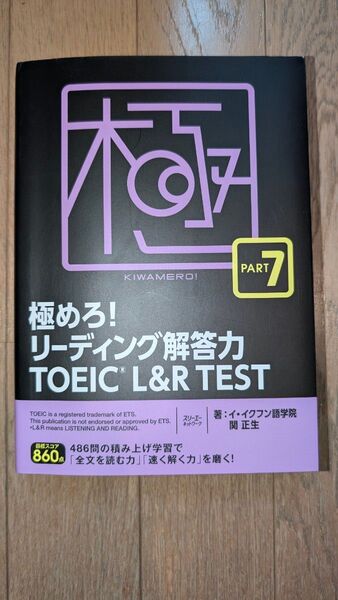 極
KIWAMERO!
PART 7
極めろ!
リーディング解答力
TOEIC® L&R TEST
TOEIC is a registered trademark of ETS.
This publication is not endorsed or approved by ETS.
*L&R means LISTENING AND READING.
スリーエー
ネットワーク
著:イ・イクフン語学院
関 正生
目標スコア
860点
486問の積み上げ学習で
「全文を読む力」「速く解く力」を磨く!